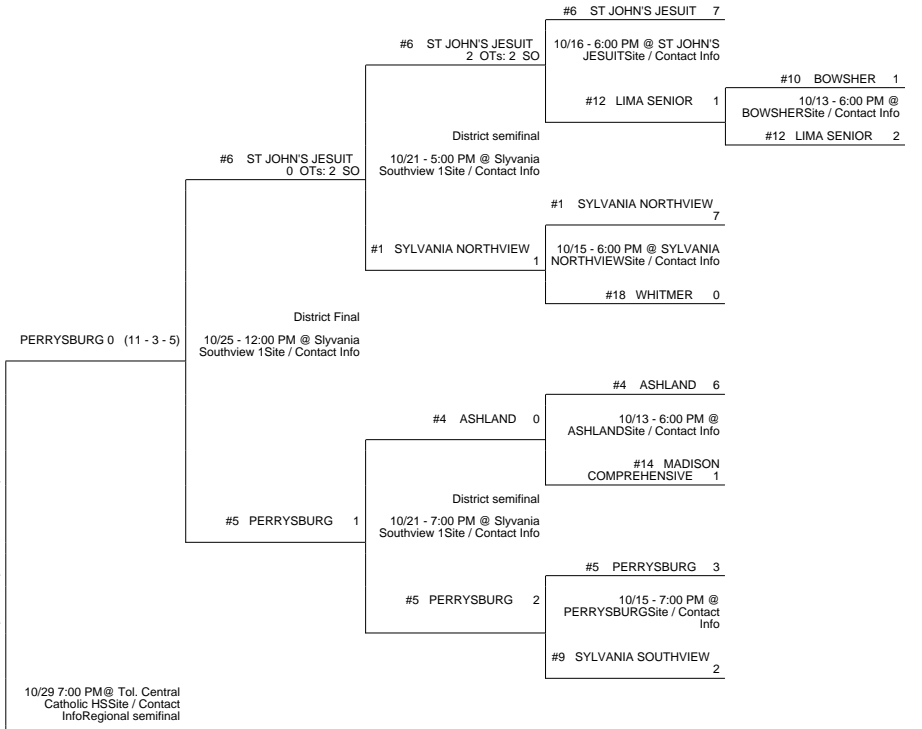 #6 ST JOHN'S JESUIT 7
10/16 - 6:00 PM @ ST JOHN'S
JESUITSite / Contact Info
#6 ST JOHN'S JESUIT
2 OTs: 2 SO
#10 BOWSHER 1
10/13 - 6:00 PM @
BOWSHERSite / Contact Info
#12 LIMA SENIOR 2
#12 LIMA SENIOR 1
District semifinal
10/21 - 5:00 PM @ Slyvania
Southview 1Site / Contact Info
#6 ST JOHN'S JESUIT
0 OTs: 2 SO
#1 SYLVANIA NORTHVIEW
7
10/15 - 6:00 PM @ SYLVANIA
NORTHVIEWSite / Contact Info
#1 SYLVANIA NORTHVIEW
1
#18 WHITMER 0
District Final
10/25 - 12:00 PM @ Slyvania
Southview 1Site / Contact Info
PERRYSBURG 0 (11 - 3 - 5)
#4 ASHLAND 6
10/13 - 6:00 PM @
ASHLANDSite / Contact Info
#4 ASHLAND 0
#14 MADISON
COMPREHENSIVE 1
District semifinal
10/21 - 7:00 PM @ Slyvania
Southview 1Site / Contact Info
#5 PERRYSBURG 1
#5 PERRYSBURG 3
10/15 - 7:00 PM @
PERRYSBURGSite / Contact
Info
#5 PERRYSBURG 2
#9 SYLVANIA SOUTHVIEW
2
10/29 7:00 PM@ Tol. Central
Catholic HSSite / Contact
InfoRegional semifinal